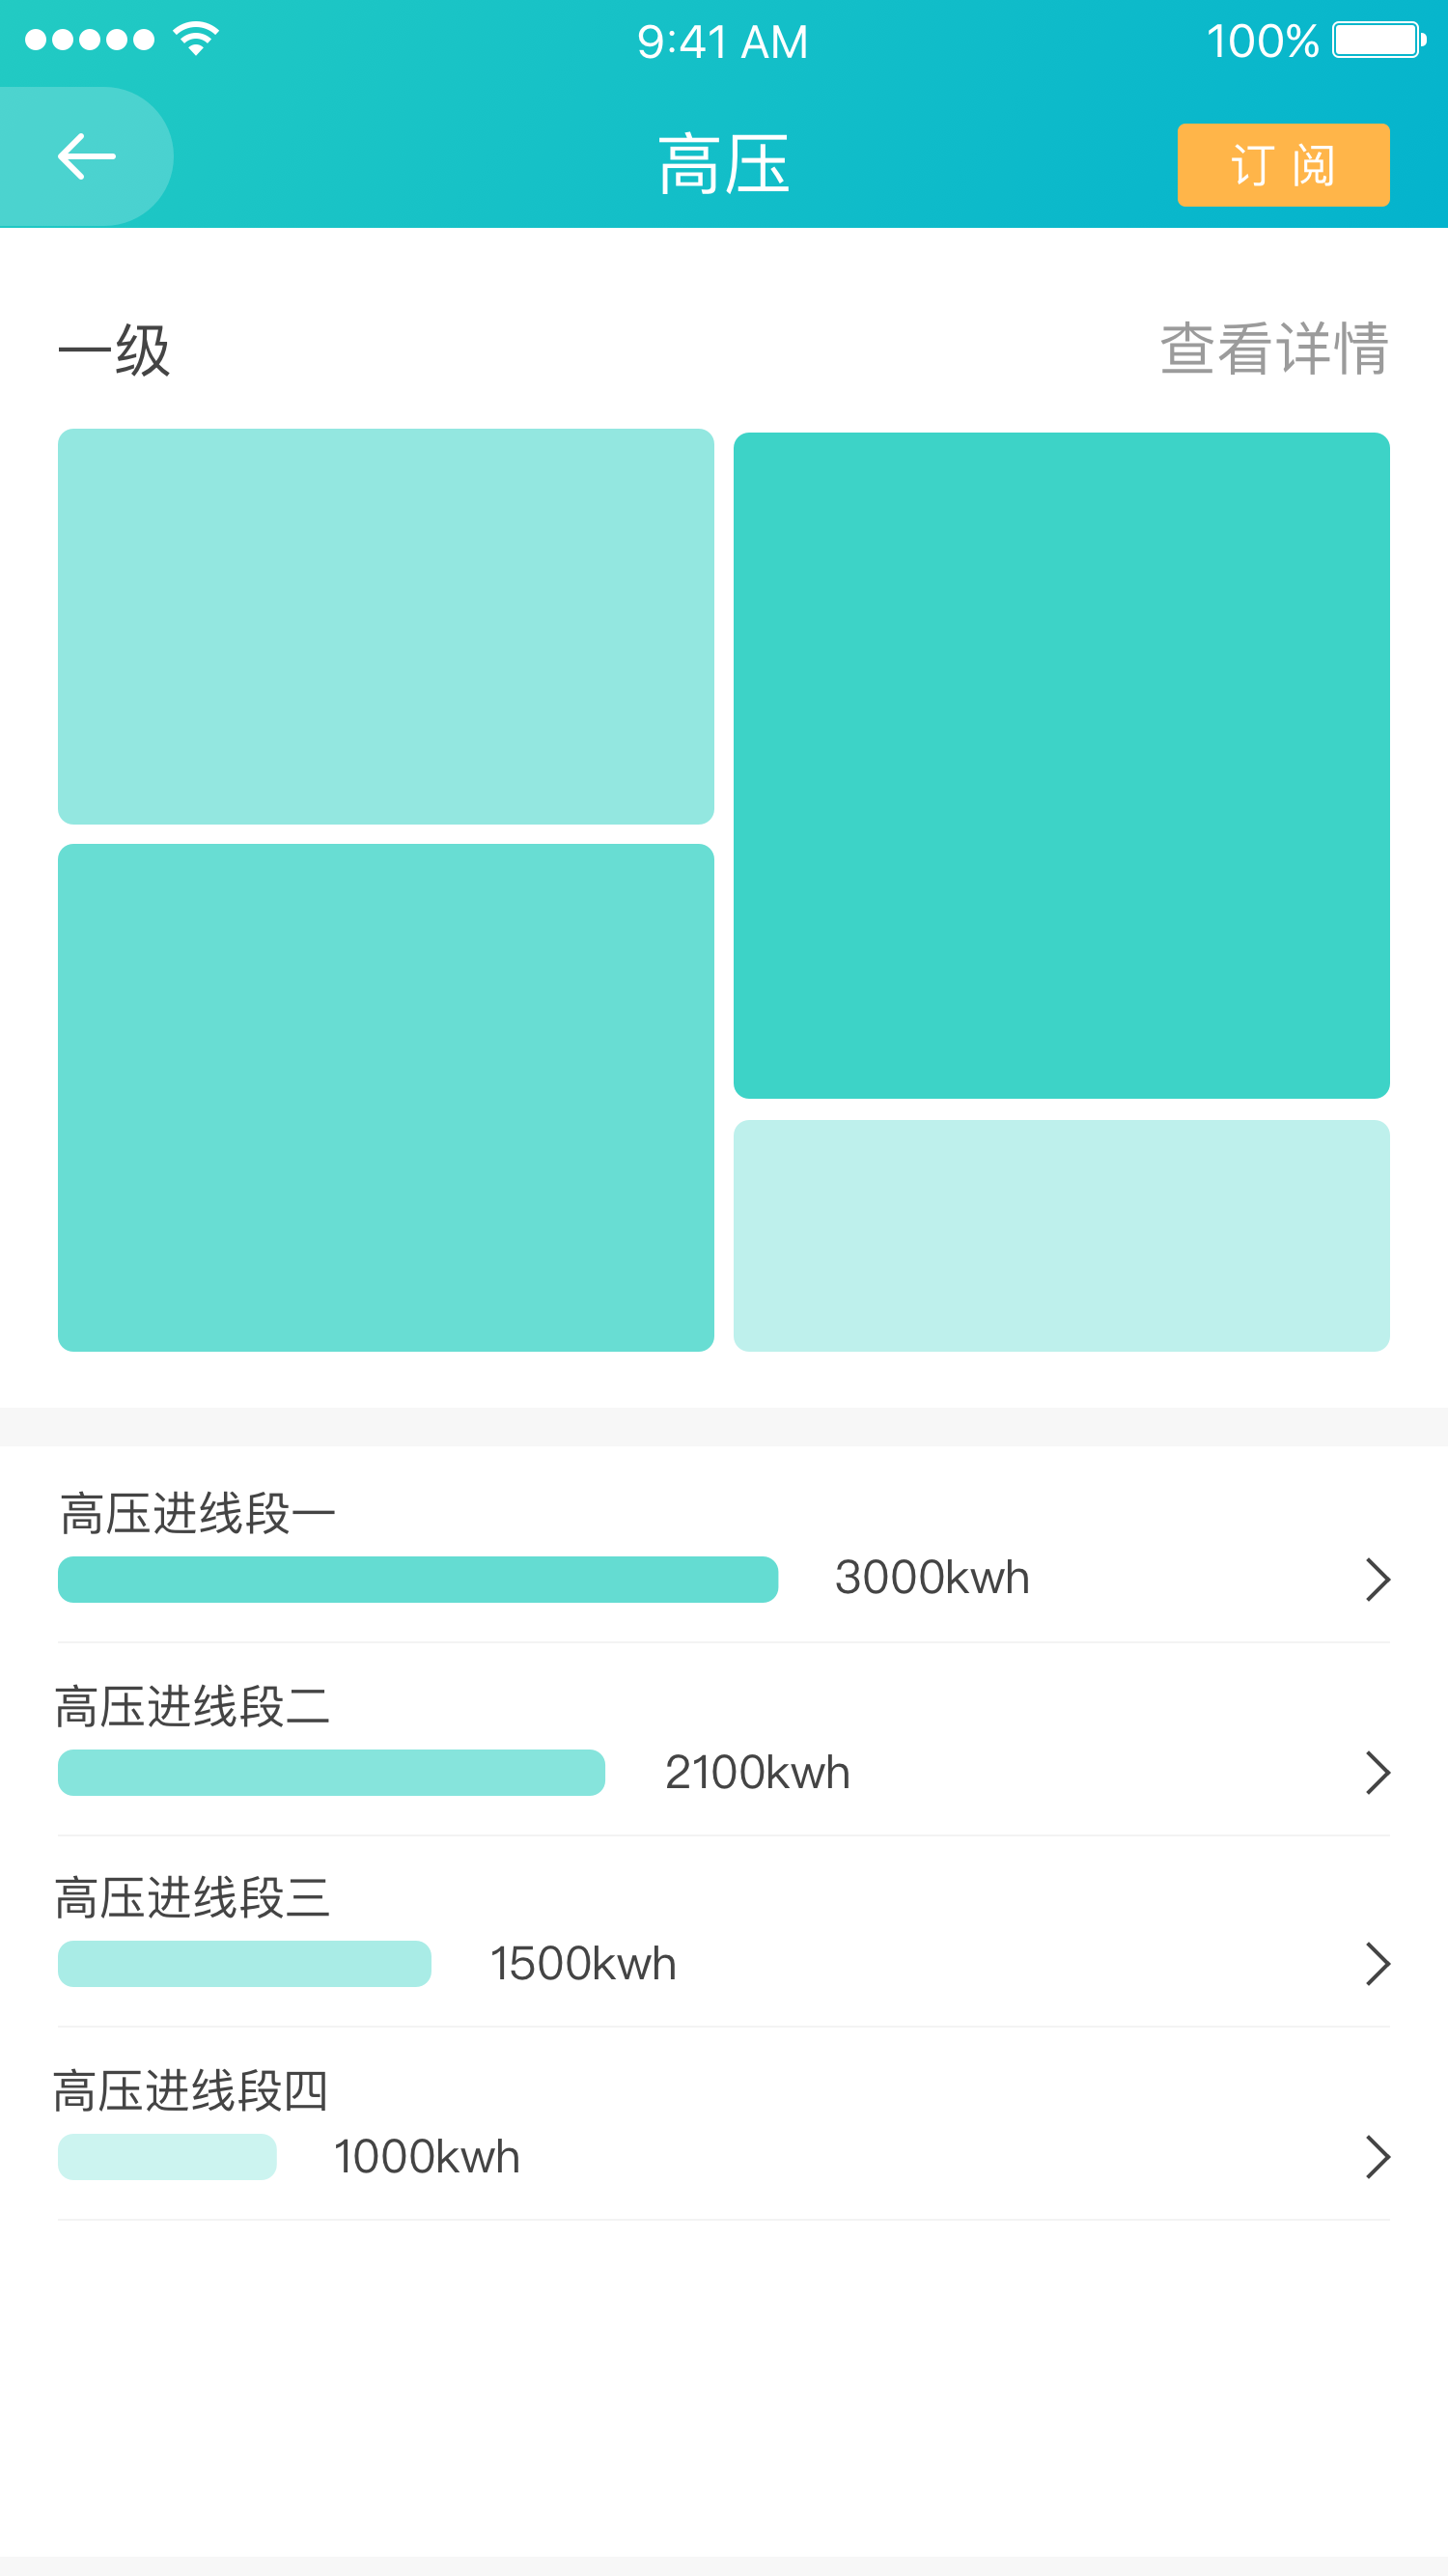 9:41 AM
100%
高压
订 阅
一级
查看详情
高压进线段一
3000kwh
高压进线段二
2100kwh
高压进线段三
1500kwh
高压进线段四
1000kwh